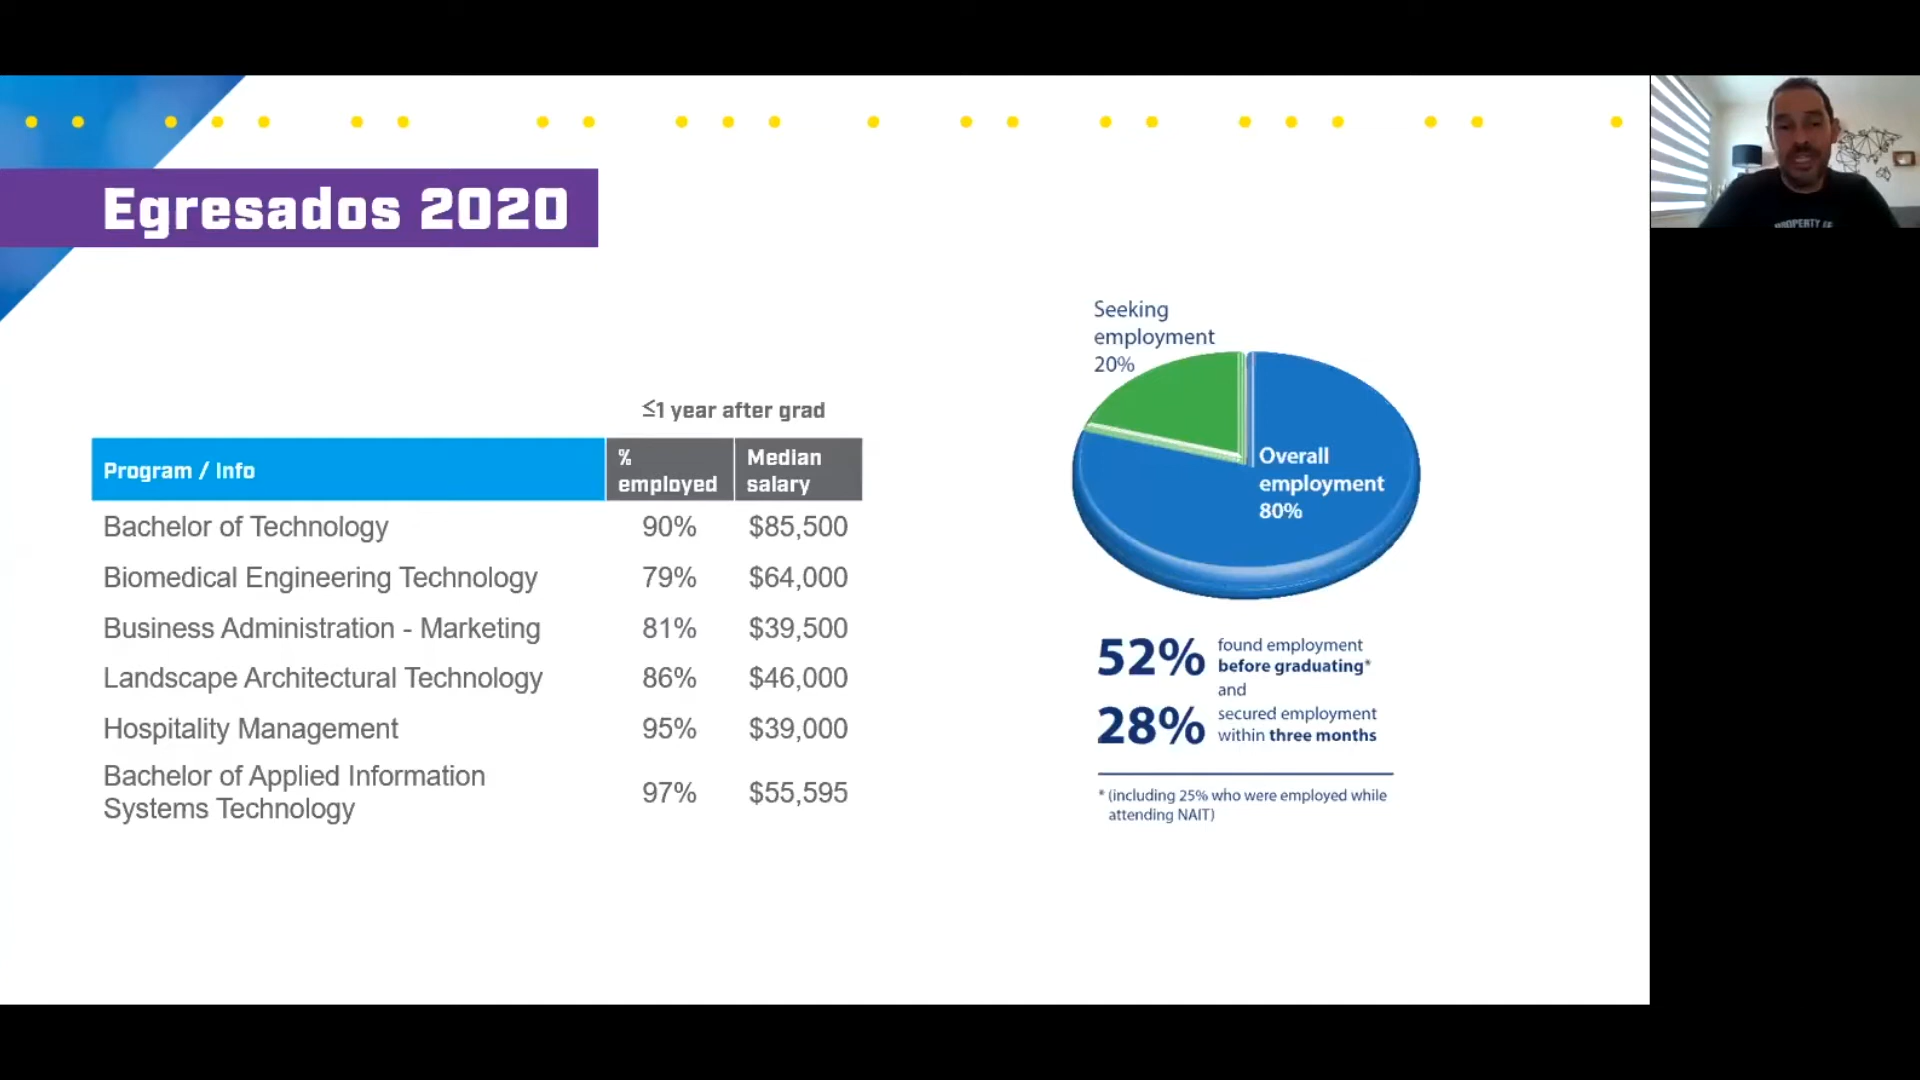 Egresados 2020
≤1 year after grad
Program / Info
% employed
Median salary
Bachelor of Technology 90% $85,500
Biomedical Engineering Technology 79% $64,000
Business Administration - Marketing 81% $39,500
Landscape Architectural Technology 86% $46,000
Hospitality Management 95% $39,000
Bachelor of Applied Information
Systems Technology 97% $55,595
Seeking
employment
20%
Overall
employment
80%
52% found employment
before graduating*
and
28% secured employment
within three months
* (including 25% who were employed while
attending NAIT)
PROPERTY OF